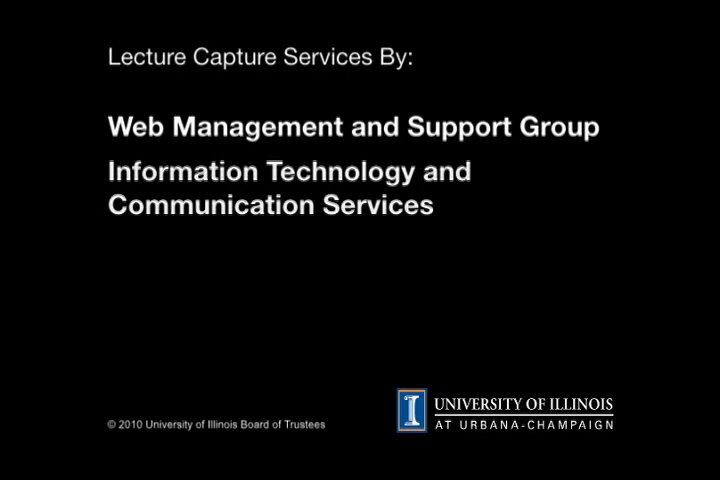 Lecture Capture Services By:
Web Management and Support Group
Information Technology and
Communication Services
I
UNIVERSITY OF ILLINOIS
AT URBANA-CHAMPAIGN
© 2010 University of Illinois Board of Trustees